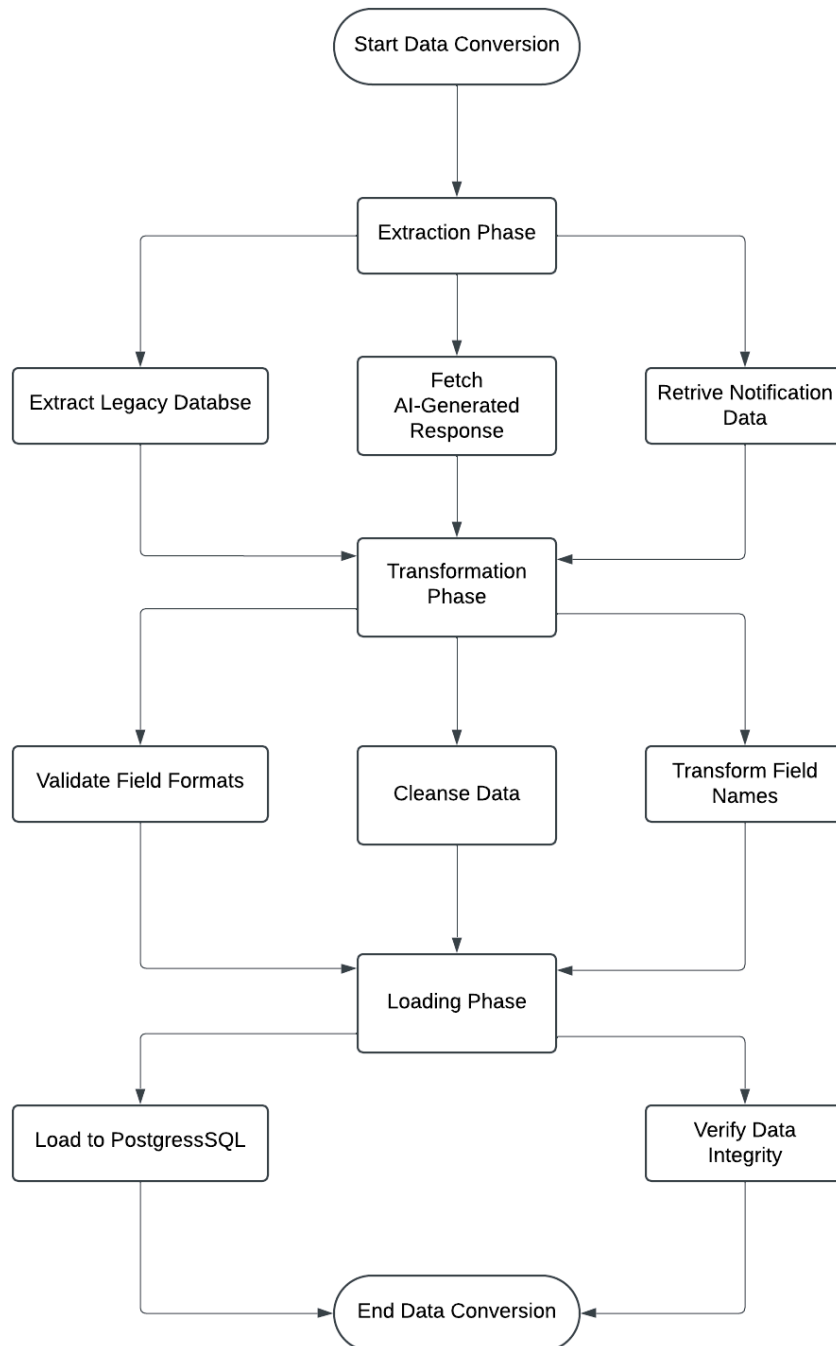 Start Data Conversion
Extraction Phase
Extract Legacy Databse
Fetch
AI-Generated
Response
Retrive Notification
Data
Transformation
Phase
Validate Field Formats
Cleanse Data
Transform Field
Names
Loading Phase
Load to PostgressSQL
Verify Data
Integrity
End Data Conversion